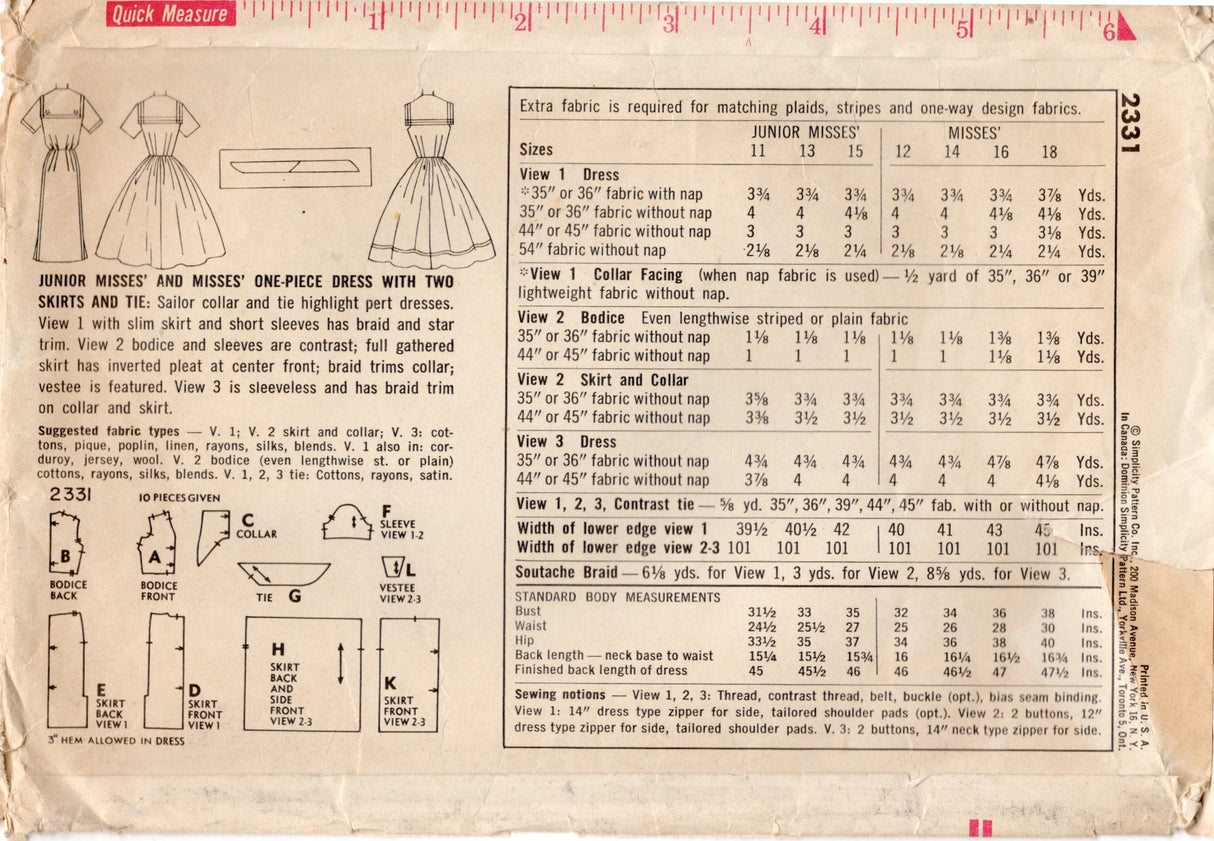 Quick Measure
1 2 3 4 5 6
JUNIOR MISSES' AND MISSES' ONE-PIECE DRESS WITH TWO
SKIRTS AND TIE: Sailor collar and tie highlight pert dresses.
View 1 with slim skirt and short sleeves has braid and star
trim. View 2 bodice and sleeves are contrast; full gathered
skirt has inverted pleat at center front; braid trims collar;
vestee is featured. View 3 is sleeveless and has braid trim
on collar and skirt.
Suggested fabric types — V. 1; V. 2 skirt and collar; V. 3: cot-
tons, pique, poplin, linen, rayons, silks, blends. V. 1 also in: cor-
duroy, jersey, wool. V. 2 bodice (even lengthwise st. or plain)
cottons, rayons, silks, blends. V. 1, 2, 3 tie: Cottons, rayons, satin.
2331 10 PIECES GIVEN
B
BODICE
BACK
A
BODICE
FRONT
C
COLLAR
F
SLEEVE
VIEW 1-2
TIE G
L
VESTEE
VIEW 2-3
E
SKIRT
BACK
VIEW 1
D
SKIRT
FRONT
VIEW 1
H
SKIRT
BACK
AND
SIDE
FRONT
VIEW 2-3
K
SKIRT
FRONT
VIEW 2-3
3" HEM ALLOWED IN DRESS
Extra fabric is required for matching plaids, stripes and one-way design fabrics.
JUNIOR MISSES' MISSES'
Sizes 11 13 15 12 14 16 18
View 1 Dress
*35" or 36" fabric with nap 3¾ 3¾ 3¾ 3¾ 3¾ 3¾ 3⅞ Yds.
35" or 36" fabric without nap 4 4 4⅛ 4 4 4⅛ 4⅛ Yds.
44" or 45" fabric without nap 3 3 3 3 3 3 3⅛ Yds.
54" fabric without nap 2⅛ 2⅛ 2¼ 2⅛ 2⅛ 2¼ 2¼ Yds.
*View 1 Collar Facing (when nap fabric is used) — ½ yard of 35", 36" or 39"
lightweight fabric without nap.
View 2 Bodice Even lengthwise striped or plain fabric
35" or 36" fabric without nap 1⅛ 1⅛ 1⅛ 1⅛ 1⅛ 1⅜ 1⅜ Yds.
44" or 45" fabric without nap 1 1 1 1 1 1⅛ 1⅛ Yds.
View 2 Skirt and Collar
35" or 36" fabric without nap 3⅝ 3¾ 3¾ 3¾ 3¾ 3¾ 3¾ Yds.
44" or 45" fabric without nap 3⅜ 3½ 3½ 3½ 3½ 3½ 3½ Yds.
View 3 Dress
35" or 36" fabric without nap 4¾ 4¾ 4¾ 4¾ 4¾ 4⅞ 4⅞ Yds.
44" or 45" fabric without nap 3⅞ 4 4 4 4 4 4⅛ Yds.
View 1, 2, 3, Contrast tie — ⅝ yd. 35", 36", 39", 44", 45" fab. with or without nap.
Width of lower edge view 1 39½ 40½ 42 40 41 43 45 Ins.
Width of lower edge view 2-3 101 101 101 101 101 101 101 Ins.
Soutache Braid — 6⅛ yds. for View 1, 3 yds. for View 2, 8⅝ yds. for View 3.
STANDARD BODY MEASUREMENTS
Bust 31½ 33 35 32 34 36 38 Ins.
Waist 24½ 25½ 27 25 26 28 30 Ins.
Hip 33½ 35 37 34 36 38 40 Ins.
Back length — neck base to waist 15¼ 15½ 15¾ 16 16¼ 16½ 16¾ Ins.
Finished back length of dress 45 45½ 46 46 46½ 47 47½ Ins.
Sewing notions — View 1, 2, 3: Thread, contrast thread, belt, buckle (opt.), bias seam binding.
View 1: 14" dress type zipper for side, tailored shoulder pads (opt.). View 2: 2 buttons, 12"
dress type zipper for side, tailored shoulder pads. V. 3: 2 buttons, 14" neck type zipper for side.
2331
© Simplicity Pattern Co. Inc., 200 Madison Avenue, New York 16, N. Y.
In Canada: Dominion Simplicity Pattern Ltd., Yorkville Ave., Toronto 5, Ont.
Printed in U. S. A.